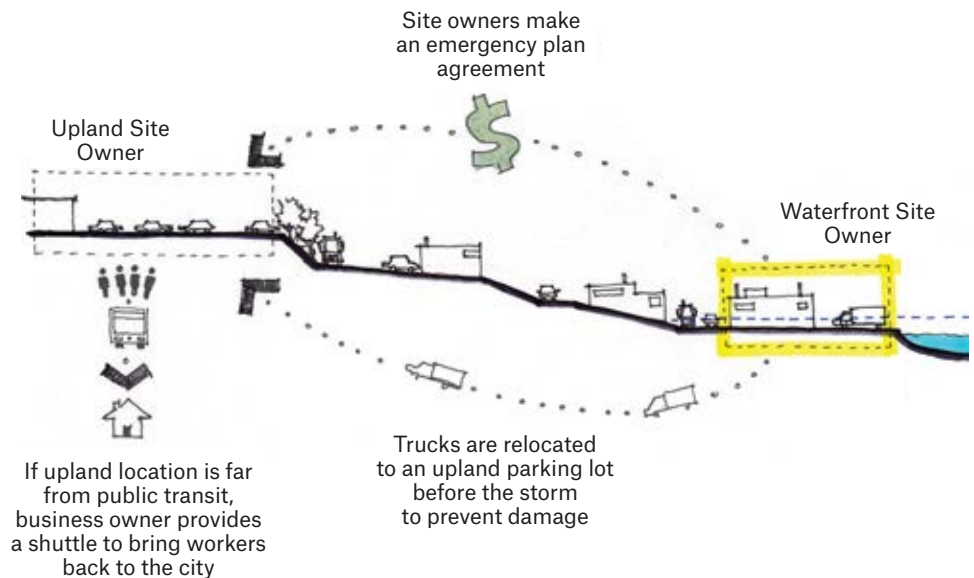 Site owners make
an emergency plan
agreement
$
Upland Site
Owner
Waterfront Site
Owner
Trucks are relocated
to an upland parking lot
before the storm
to prevent damage
If upland location is far
from public transit,
business owner provides
a shuttle to bring workers
back to the city